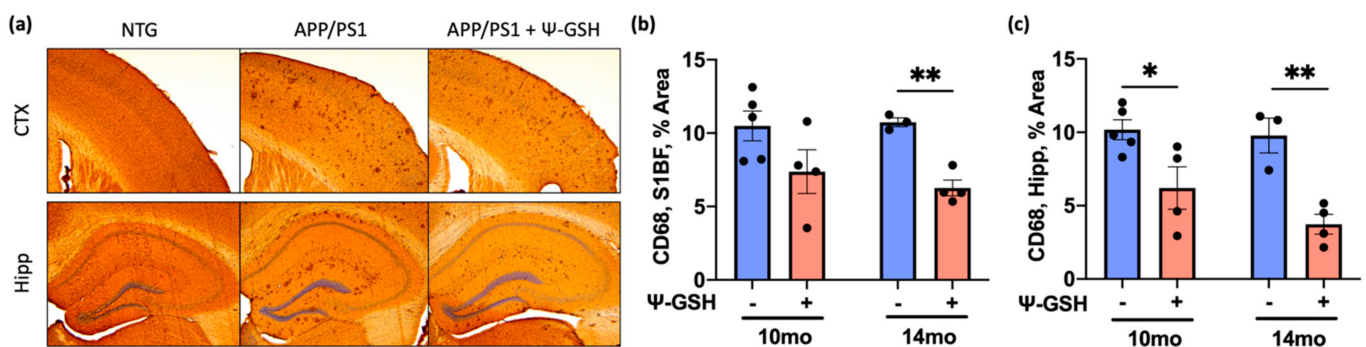 (a)
NTG
APP/PS1
APP/PS1 + Ψ-GSH
CTX
Hipp
(b)
CD68, S1BF, % Area
15
10
5
0
**
Ψ-GSH
- + - +
10mo 14mo
(c)
CD68, Hipp, % Area
15
10
5
0
* **
Ψ-GSH
- + - +
10mo 14mo